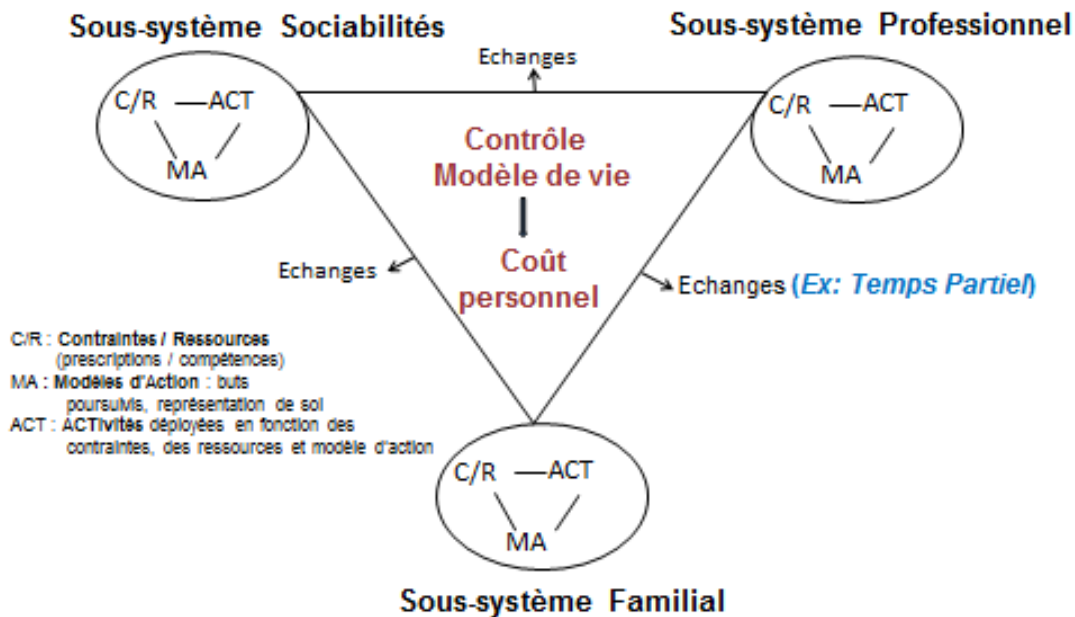 Sous-système Sociabilités
Sous-système Professionnel
Echanges
C/R — ACT
MA
C/R — ACT
MA
Contrôle
Modèle de vie
Coût
personnel
Echanges
Echanges (Ex: Temps Partiel)
C/R : Contraintes / Ressources
(prescriptions / compétences)
MA : Modèles d'Action : buts
poursuivis, représentation de soi
ACT : ACTivités déployées en fonction des
contraintes, des ressources et modèle d'action
C/R — ACT
MA
Sous-système Familial